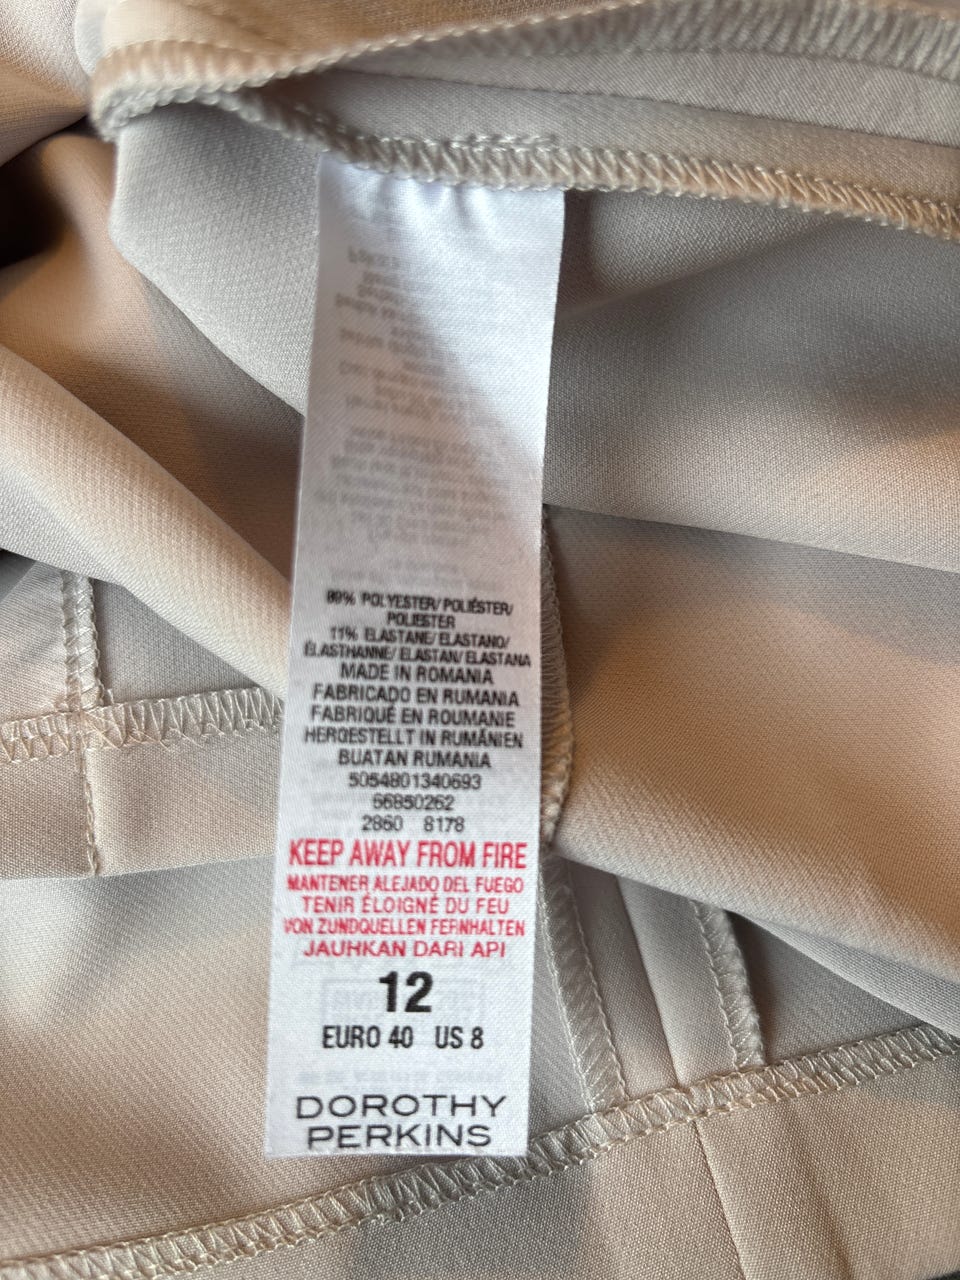 89% POLYESTER/POLIÉSTER/
POLIESTER
11% ELASTANE/ELASTANO/
ÉLASTHANNE/ELASTAN/ELASTANA
MADE IN ROMANIA
FABRICADO EN RUMANIA
FABRIQUÉ EN ROUMANIE
HERGESTELLT IN RUMÄNIEN
BUATAN RUMANIA
5054801340693
66850262
2860 8178
KEEP AWAY FROM FIRE
MANTENER ALEJADO DEL FUEGO
TENIR ÉLOIGNÉ DU FEU
VON ZUNDQUELLEN FERNHALTEN
JAUHKAN DARI API
12
EURO 40 US 8
DOROTHY
PERKINS